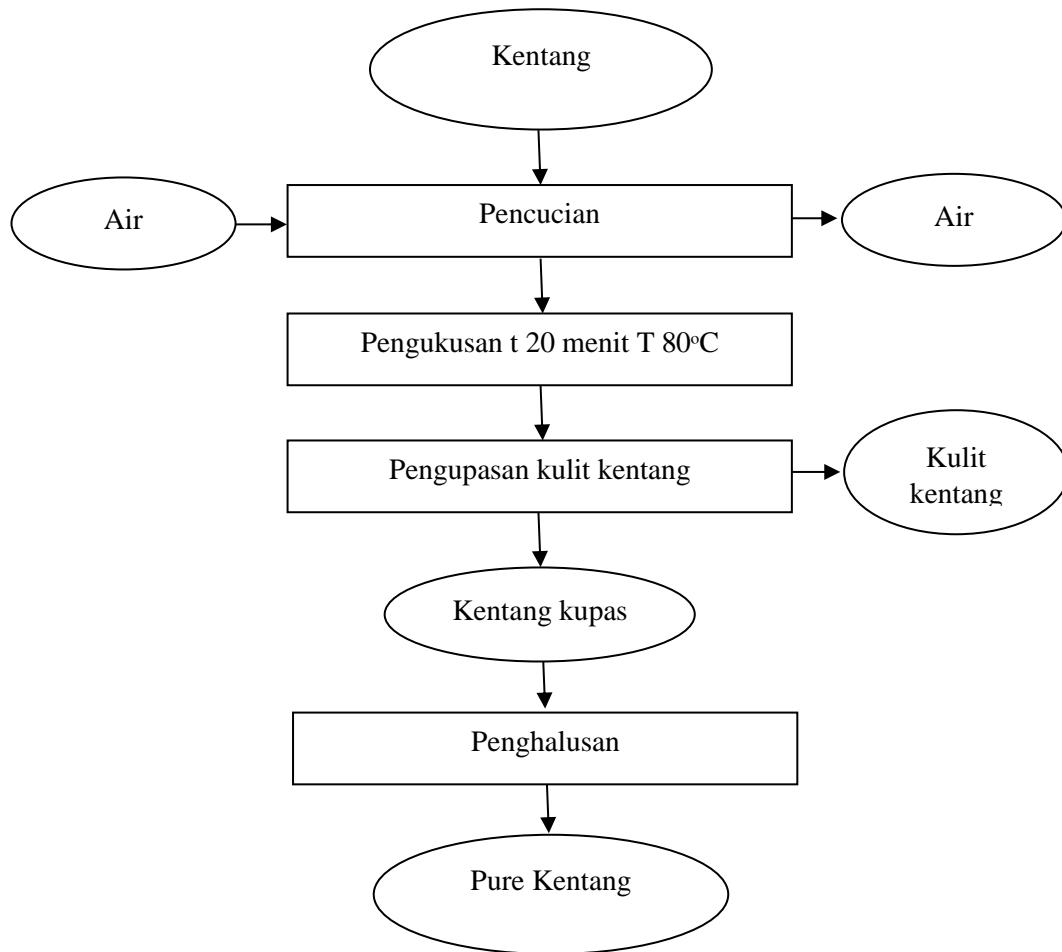 Kentang
Air
Pencucian
Air
Pengukusan t 20 menit T 80°C
Pengupasan kulit kentang
Kulit
kentang
Kentang kupas
Penghalusan
Pure Kentang